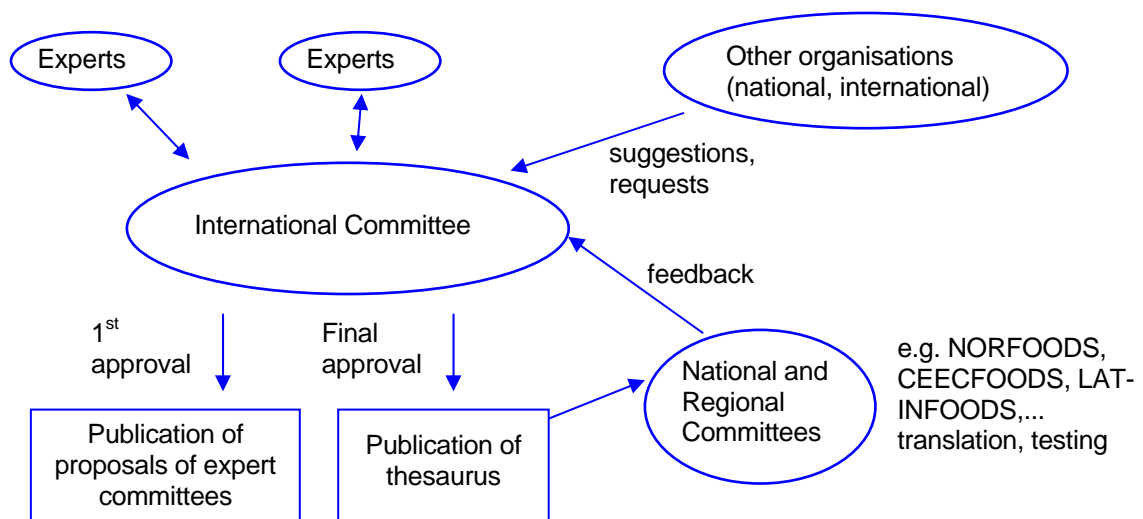 Experts
Experts
Other organisations
(national, international)
suggestions,
requests
International Committee
feedback
1st
approval
Final
approval
National and
Regional
Committees
e.g. NORFOODS,
CEECFOODS, LAT-
INFOODS,...
translation, testing
Publication of
proposals of expert
committees
Publication of
thesaurus